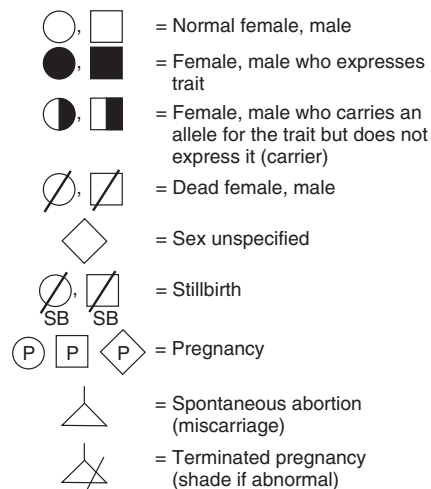 , = Normal female, male
, = Female, male who expresses
trait
, = Female, male who carries an
allele for the trait but does not
express it (carrier)
, = Dead female, male
= Sex unspecified
, = Stillbirth
SB SB
P P P = Pregnancy
= Spontaneous abortion
(miscarriage)
= Terminated pregnancy
(shade if abnormal)